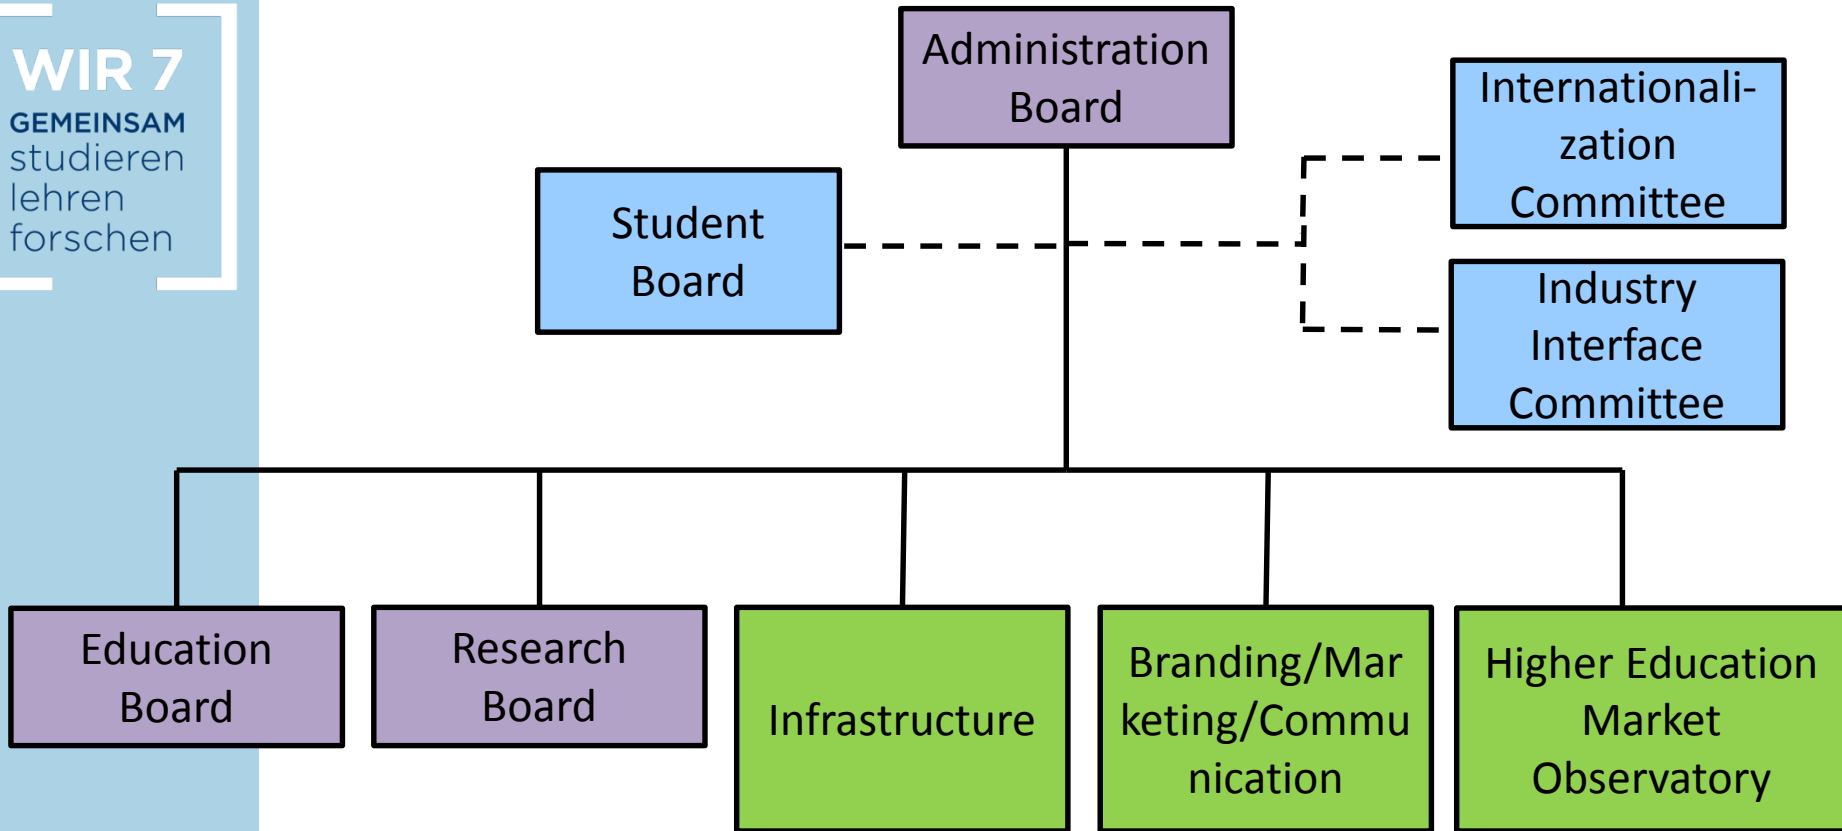 WIR 7
GEMEINSAM
studieren
lehren
forschen
Administration
Board
Internationali-
zation
Committee
Student
Board
Industry
Interface
Committee
Education
Board
Research
Board
Infrastructure
Branding/Mar
keting/Commu
nication
Higher Education
Market
Observatory